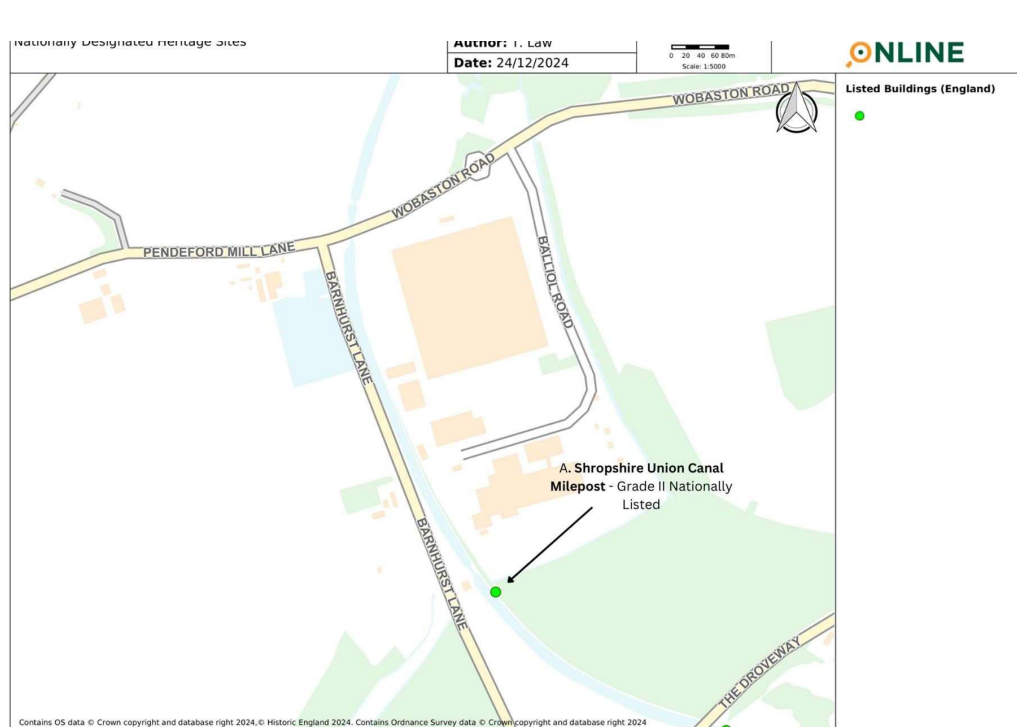 Nationally Designated Heritage Sites
Author: T. Law
Date: 24/12/2024
0 20 40 60 80m
Scale: 1:5000
ONLINE
Listed Buildings (England)
WOBASTON ROAD
WOBASTON ROAD
PENDEFORD MILL LANE
BARNHURST LANE
BALLIOL ROAD
A. Shropshire Union Canal
Milepost - Grade II Nationally
Listed
BARNHURST LANE
THE DROVEWAY
Contains OS data © Crown copyright and database right 2024,© Historic England 2024. Contains Ordnance Survey data © Crown copyright and database right 2024